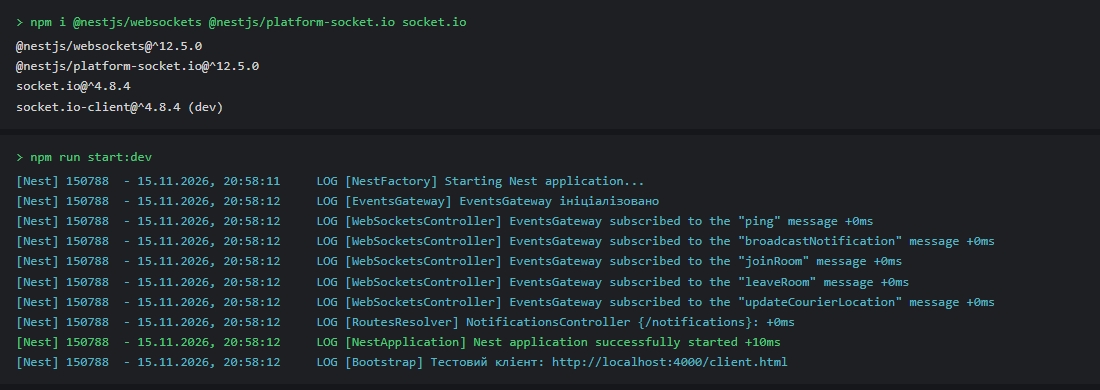 > npm i @nestjs/websockets @nestjs/platform-socket.io socket.io
@nestjs/websockets@^12.5.0
@nestjs/platform-socket.io@^12.5.0
socket.io@^4.8.4
socket.io-client@^4.8.4 (dev)
> npm run start:dev
[Nest] 150788  - 15.11.2026, 20:58:11     LOG [NestFactory] Starting Nest application...
[Nest] 150788  - 15.11.2026, 20:58:12     LOG [EventsGateway] EventsGateway ініціалізовано
[Nest] 150788  - 15.11.2026, 20:58:12     LOG [WebSocketsController] EventsGateway subscribed to the "ping" message +0ms
[Nest] 150788  - 15.11.2026, 20:58:12     LOG [WebSocketsController] EventsGateway subscribed to the "broadcastNotification" message +0ms
[Nest] 150788  - 15.11.2026, 20:58:12     LOG [WebSocketsController] EventsGateway subscribed to the "joinRoom" message +0ms
[Nest] 150788  - 15.11.2026, 20:58:12     LOG [WebSocketsController] EventsGateway subscribed to the "leaveRoom" message +0ms
[Nest] 150788  - 15.11.2026, 20:58:12     LOG [WebSocketsController] EventsGateway subscribed to the "updateCourierLocation" message +0ms
[Nest] 150788  - 15.11.2026, 20:58:12     LOG [RoutesResolver] NotificationsController {/notifications}: +0ms
[Nest] 150788  - 15.11.2026, 20:58:12     LOG [NestApplication] Nest application successfully started +10ms
[Nest] 150788  - 15.11.2026, 20:58:12     LOG [Bootstrap] Тестовий клієнт: http://localhost:4000/client.html